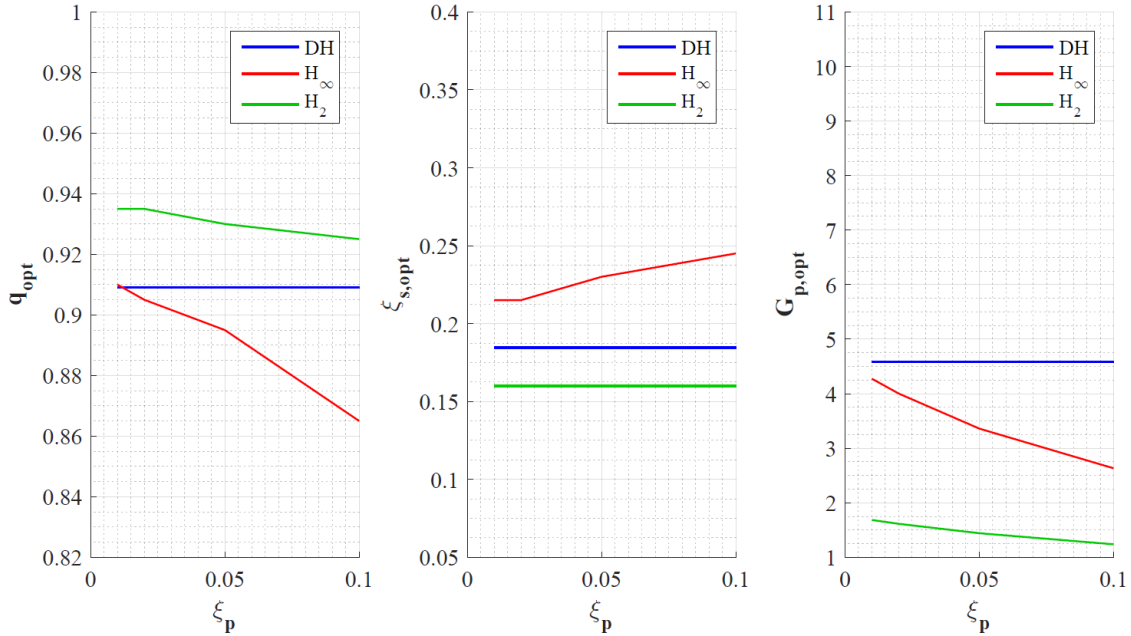 q_opt
1
0.98
0.96
0.94
0.92
0.9
0.88
0.86
0.84
0.82
0
0.05
0.1
ξ_p
DH
H_∞
H_2
ξ_s,opt
0.4
0.35
0.3
0.25
0.2
0.15
0.1
0.05
0
0.05
0.1
ξ_p
DH
H_∞
H_2
G_p,opt
11
10
9
8
7
6
5
4
3
2
1
0
0.05
0.1
ξ_p
DH
H_∞
H_2